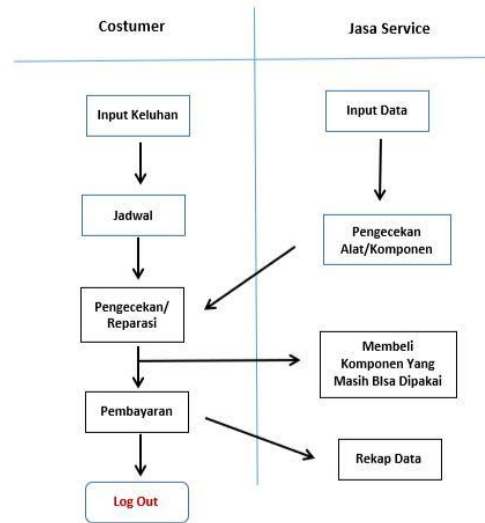 Costumer
Jasa Service
Input Keluhan
Input Data
Jadwal
Pengecekan
Alat/Komponen
Pengecekan/
Reparasi
Membeli
Komponen Yang
Masih BIsa Dipakai
Pembayaran
Rekap Data
Log Out